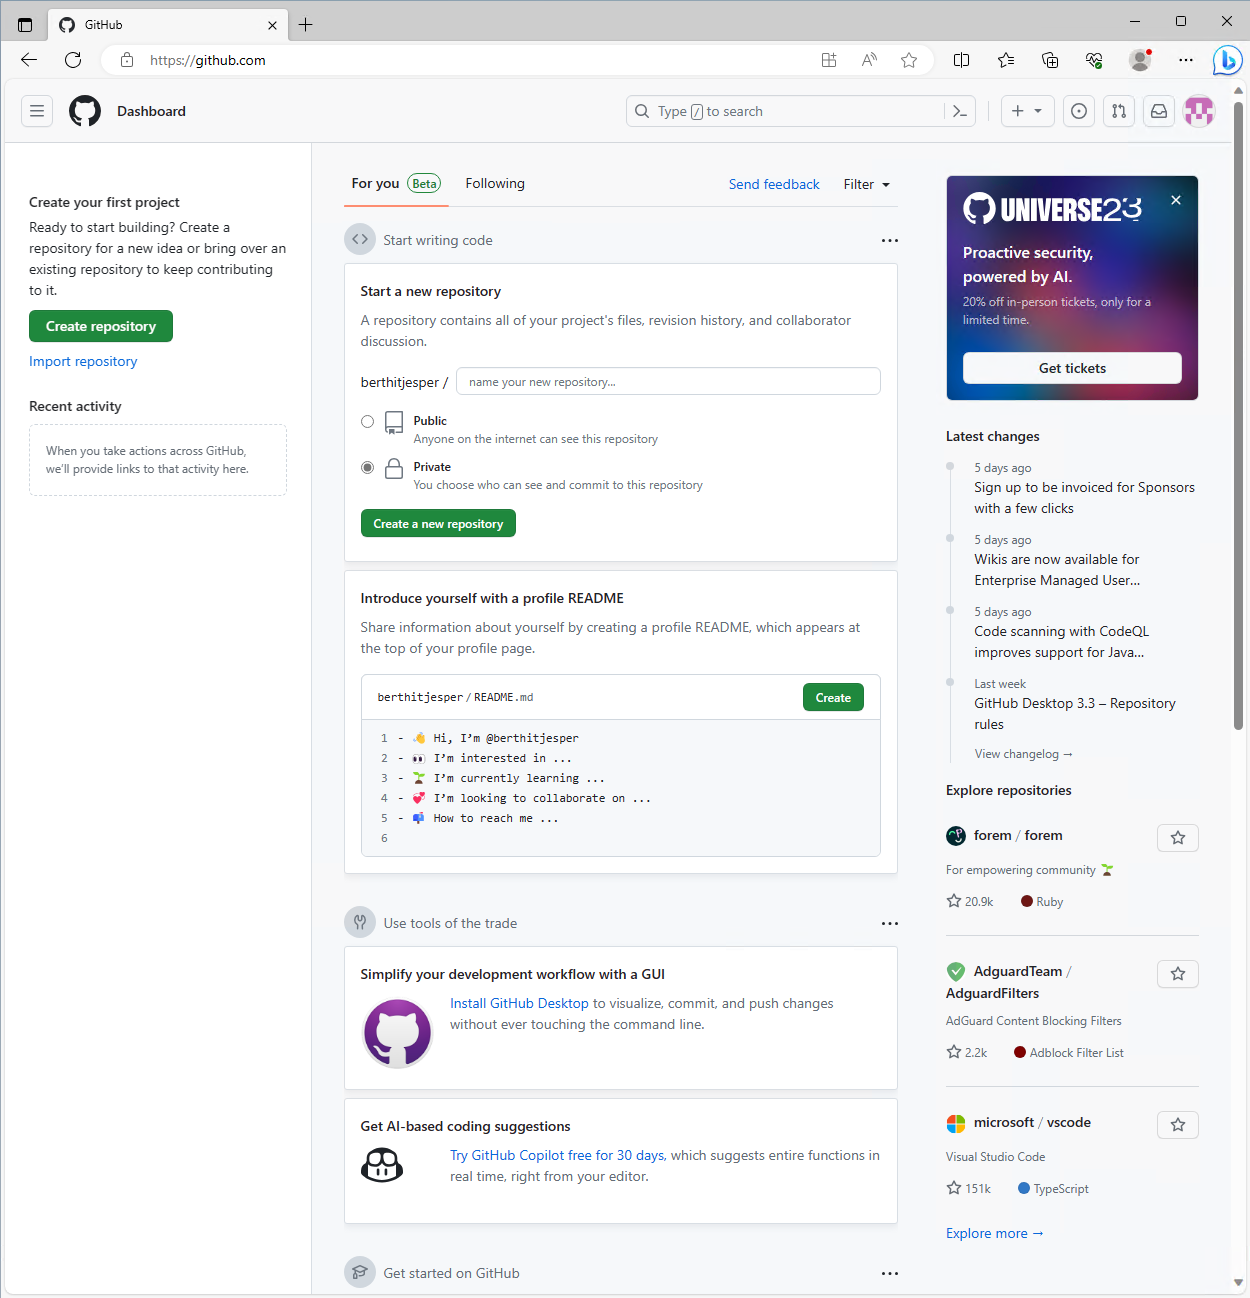 GitHub
https://github.com
Dashboard
Type / to search
Create your first project
Ready to start building? Create a
repository for a new idea or bring over an
existing repository to keep contributing
to it.
Create repository
Import repository
Recent activity
When you take actions across GitHub,
we'll provide links to that activity here.
For you Beta
Following
Send feedback
Filter
Start writing code
Start a new repository
A repository contains all of your project's files, revision history, and collaborator
discussion.
berthitjesper /
name your new repository...
Public
Anyone on the internet can see this repository
Private
You choose who can see and commit to this repository
Create a new repository
Introduce yourself with a profile README
Share information about yourself by creating a profile README, which appears at
the top of your profile page.
berthitjesper / README.md
Create
1 - 👋 Hi, I'm @berthitjesper
2 - 👀 I'm interested in ...
3 - 🌱 I'm currently learning ...
4 - 💞️ I'm looking to collaborate on ...
5 - 📫 How to reach me ...
6
Use tools of the trade
Simplify your development workflow with a GUI
Install GitHub Desktop to visualize, commit, and push changes
without ever touching the command line.
Get AI-based coding suggestions
Try GitHub Copilot free for 30 days, which suggests entire functions in
real time, right from your editor.
Get started on GitHub
UNIVERSE23
Proactive security,
powered by AI.
20% off in-person tickets, only for a
limited time.
Get tickets
Latest changes
5 days ago
Sign up to be invoiced for Sponsors
with a few clicks
5 days ago
Wikis are now available for
Enterprise Managed User...
5 days ago
Code scanning with CodeQL
improves support for Java...
Last week
GitHub Desktop 3.3 – Repository
rules
View changelog →
Explore repositories
forem / forem
For empowering community 🌱
20.9k Ruby
AdguardTeam /
AdguardFilters
AdGuard Content Blocking Filters
2.2k Adblock Filter List
microsoft / vscode
Visual Studio Code
151k TypeScript
Explore more →